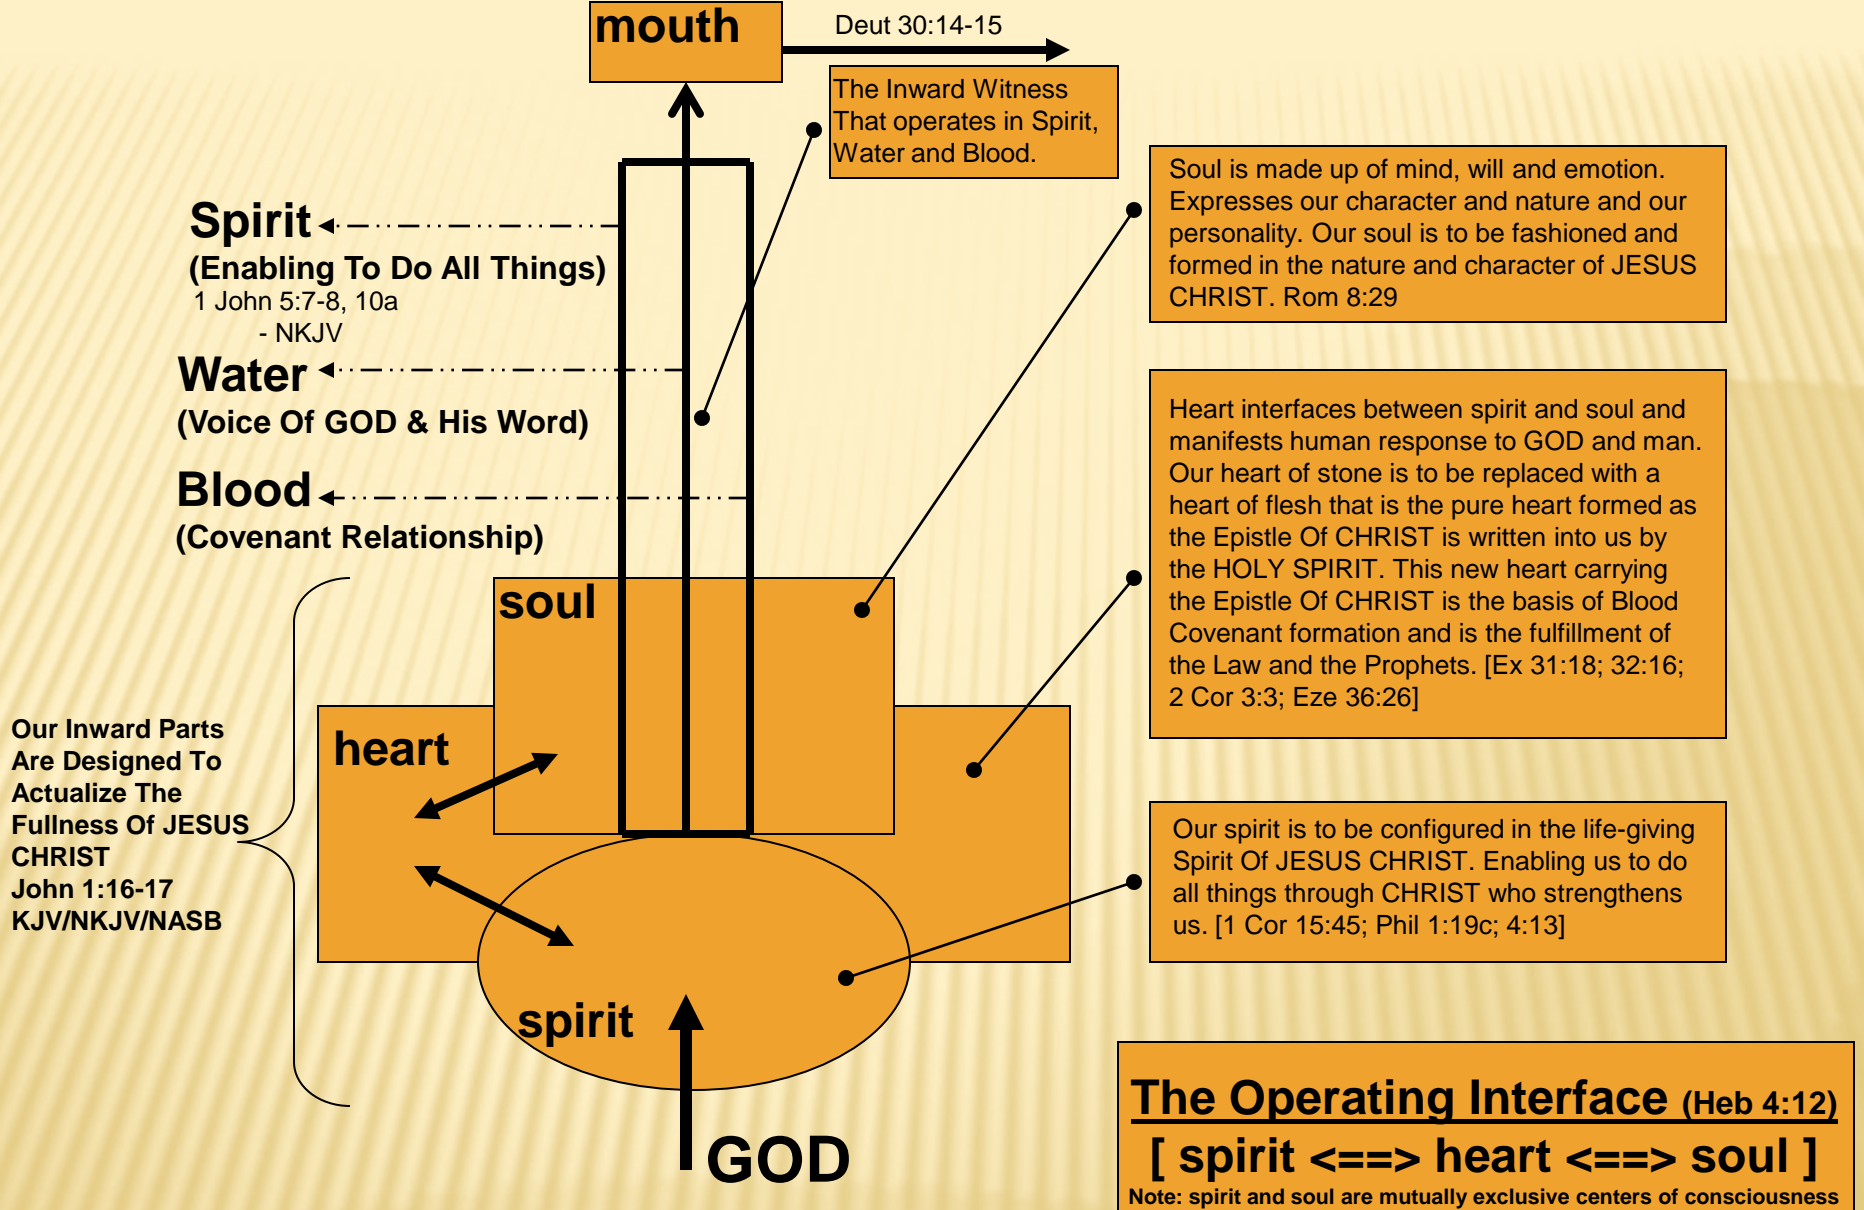 mouth
Deut 30:14-15
The Inward Witness
That operates in Spirit,
Water and Blood.
Spirit
(Enabling To Do All Things)
1 John 5:7-8, 10a
- NKJV
Water
(Voice Of GOD & His Word)
Blood
(Covenant Relationship)
Soul is made up of mind, will and emotion.
Expresses our character and nature and our
personality. Our soul is to be fashioned and
formed in the nature and character of JESUS
CHRIST. Rom 8:29
Heart interfaces between spirit and soul and
manifests human response to GOD and man.
Our heart of stone is to be replaced with a
heart of flesh that is the pure heart formed as
the Epistle Of CHRIST is written into us by
the HOLY SPIRIT. This new heart carrying
the Epistle Of CHRIST is the basis of Blood
Covenant formation and is the fulfillment of
the Law and the Prophets. [Ex 31:18; 32:16;
2 Cor 3:3; Eze 36:26]
soul
heart
Our Inward Parts
Are Designed To
Actualize The
Fullness Of JESUS
CHRIST
John 1:16-17
KJV/NKJV/NASB
Our spirit is to be configured in the life-giving
Spirit Of JESUS CHRIST. Enabling us to do
all things through CHRIST who strengthens
us. [1 Cor 15:45; Phil 1:19c; 4:13]
spirit
GOD
The Operating Interface (Heb 4:12)
[ spirit <==> heart <==> soul ]
Note: spirit and soul are mutually exclusive centers of consciousness